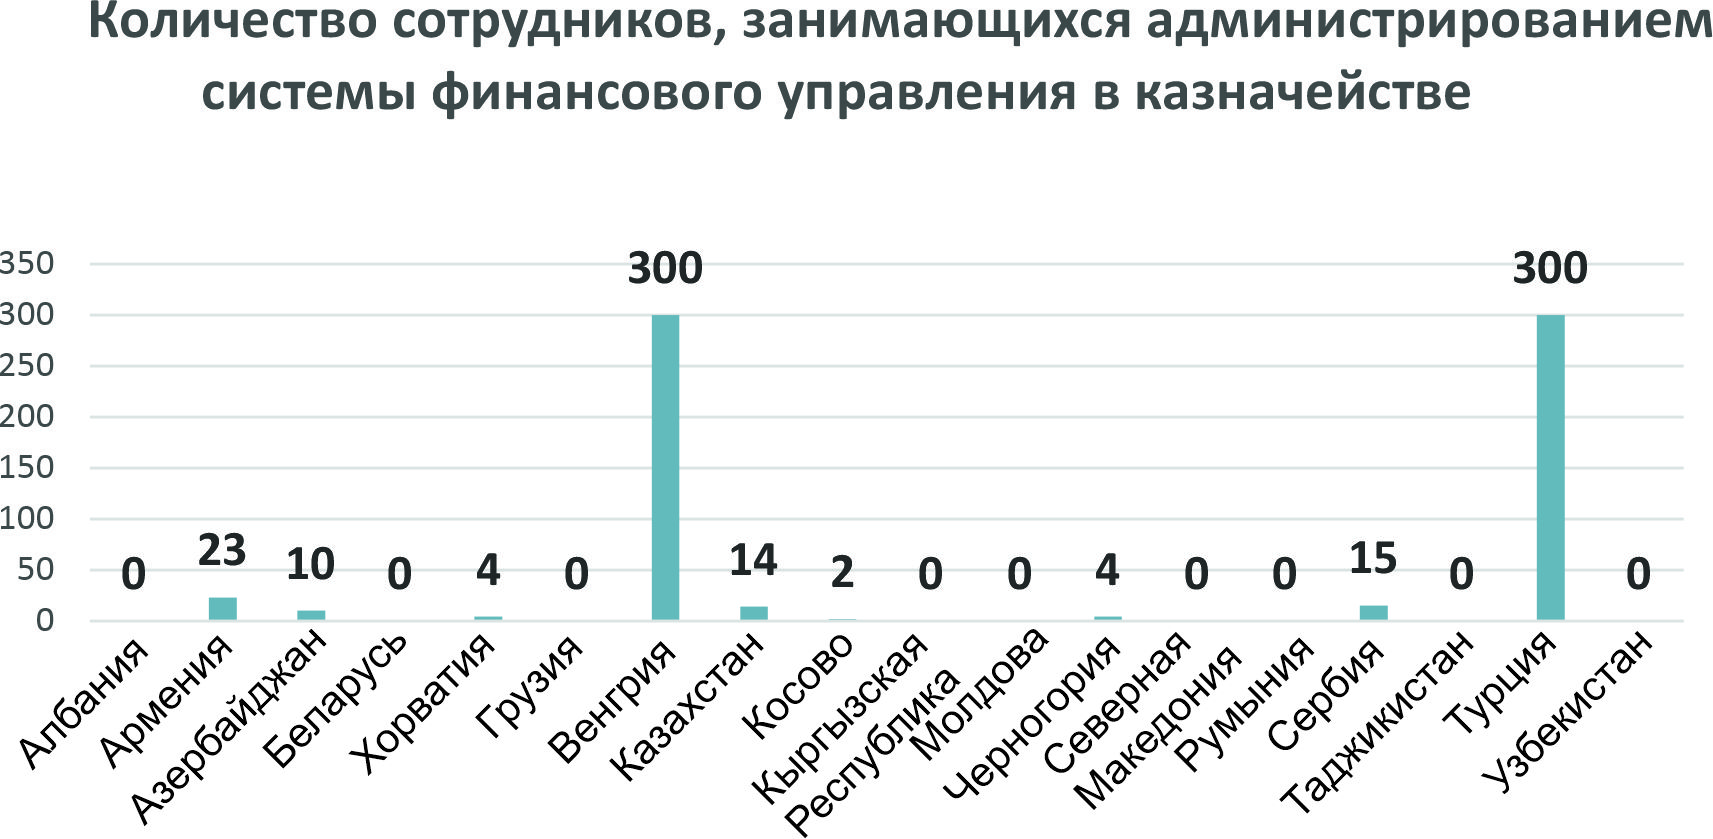 Количество сотрудников, занимающихся администрированием
системы финансового управления в казначействе
350
300
250
200
150
100
50
0
0
23
10
0
4
0
300
14
2
0
0
4
0
0
15
0
300
0
Албания
Армения
Азербайджан
Беларусь
Хорватия
Грузия
Венгрия
Казахстан
Косово
Кыргызская
Республика
Молдова
Черногория
Северная
Македония
Румыния
Сербия
Таджикистан
Турция
Узбекистан